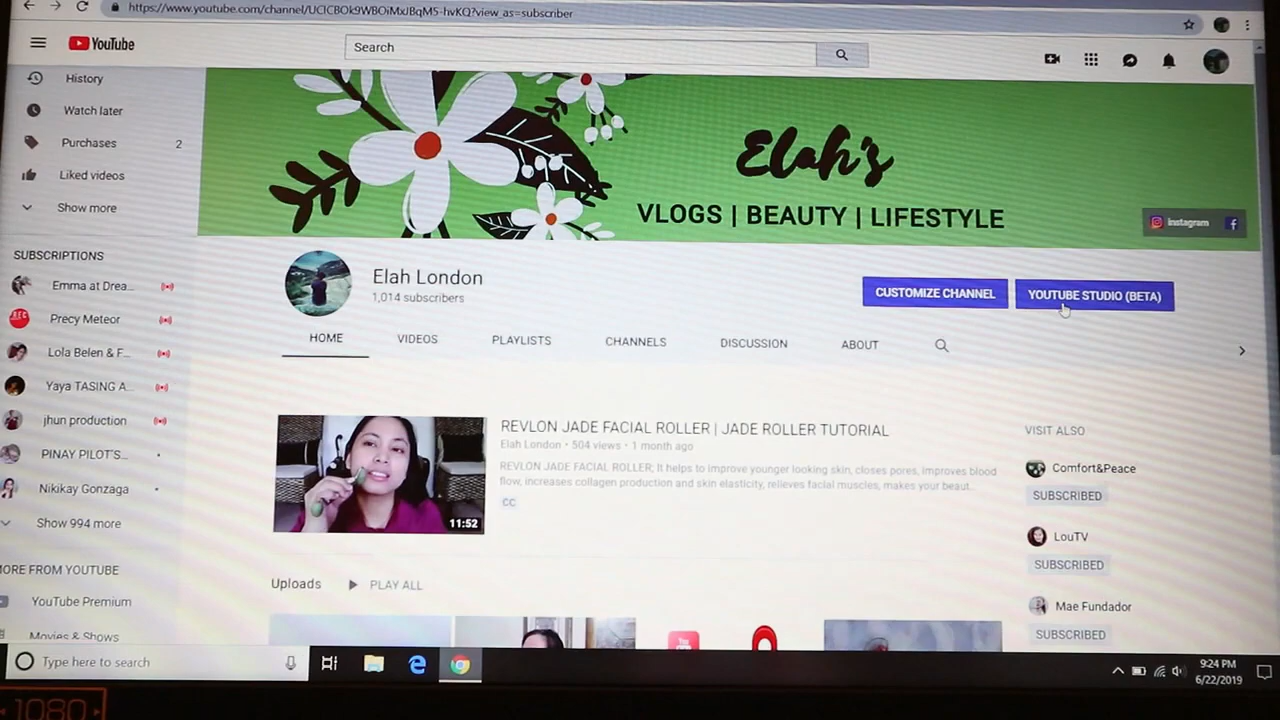 https://www.youtube.com/channel/UClCBOk9WBOiMxJBqM5-hvKQ?view_as=subscriber
YouTube
Search
History
Watch later
Purchases 2
Liked videos
Show more
SUBSCRIPTIONS
Emma at Drea...
Precy Meteor
Lola Belen & F...
Yaya TASING A...
jhun production
PINAY PILOT'S...
Nikikay Gonzaga
Show 994 more
MORE FROM YOUTUBE
YouTube Premium
Movies & Shows
Elah's
VLOGS | BEAUTY | LIFESTYLE
Instagram
Elah London
1,014 subscribers
CUSTOMIZE CHANNEL
YOUTUBE STUDIO (BETA)
HOME VIDEOS PLAYLISTS CHANNELS DISCUSSION ABOUT
REVLON JADE FACIAL ROLLER | JADE ROLLER TUTORIAL
Elah London • 504 views • 1 month ago
REVLON JADE FACIAL ROLLER; It helps to improve younger looking skin, closes pores, improves blood
flow, increases collagen production and skin elasticity, relieves facial muscles, makes your beaut...
CC
11:52
Uploads PLAY ALL
VISIT ALSO
Comfort&Peace
SUBSCRIBED
LouTV
SUBSCRIBED
Mae Fundador
SUBSCRIBED
Type here to search
9:24 PM
6/22/2019
1080